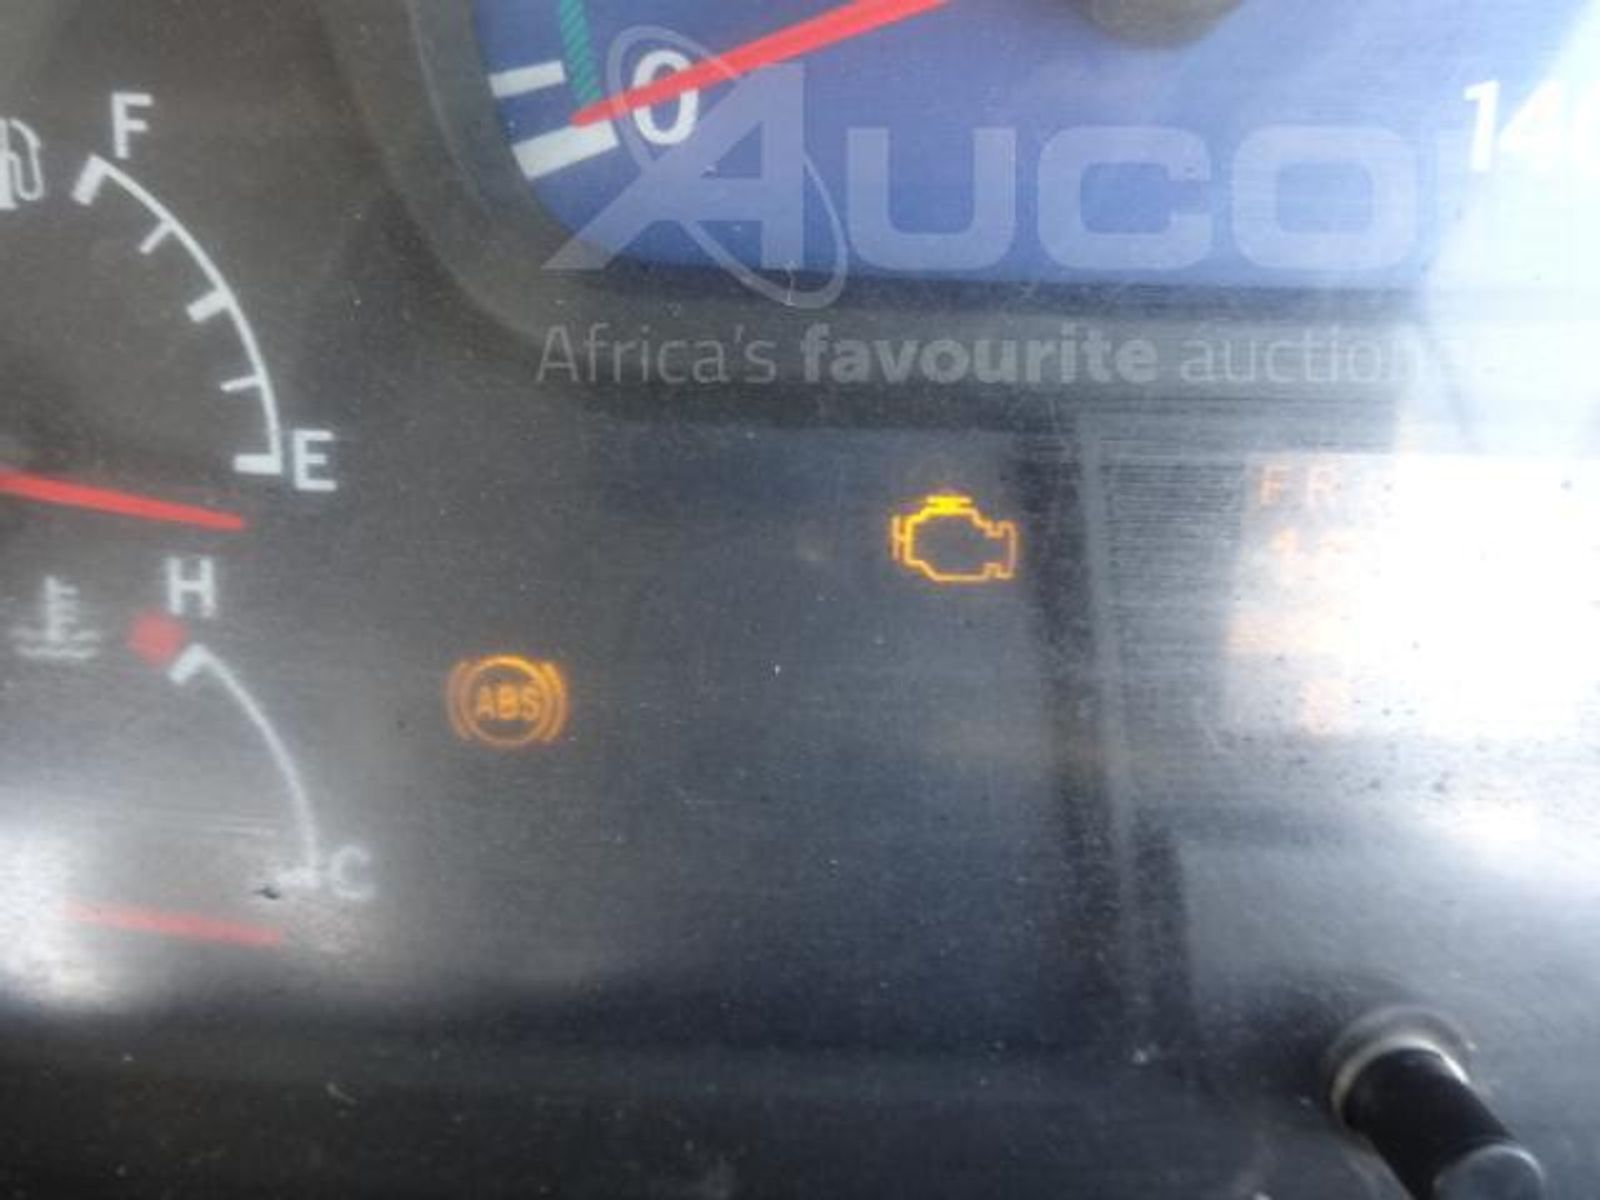 F
0
14
AUCO
Africa's favourite auction
E
F R
H
ABS
C